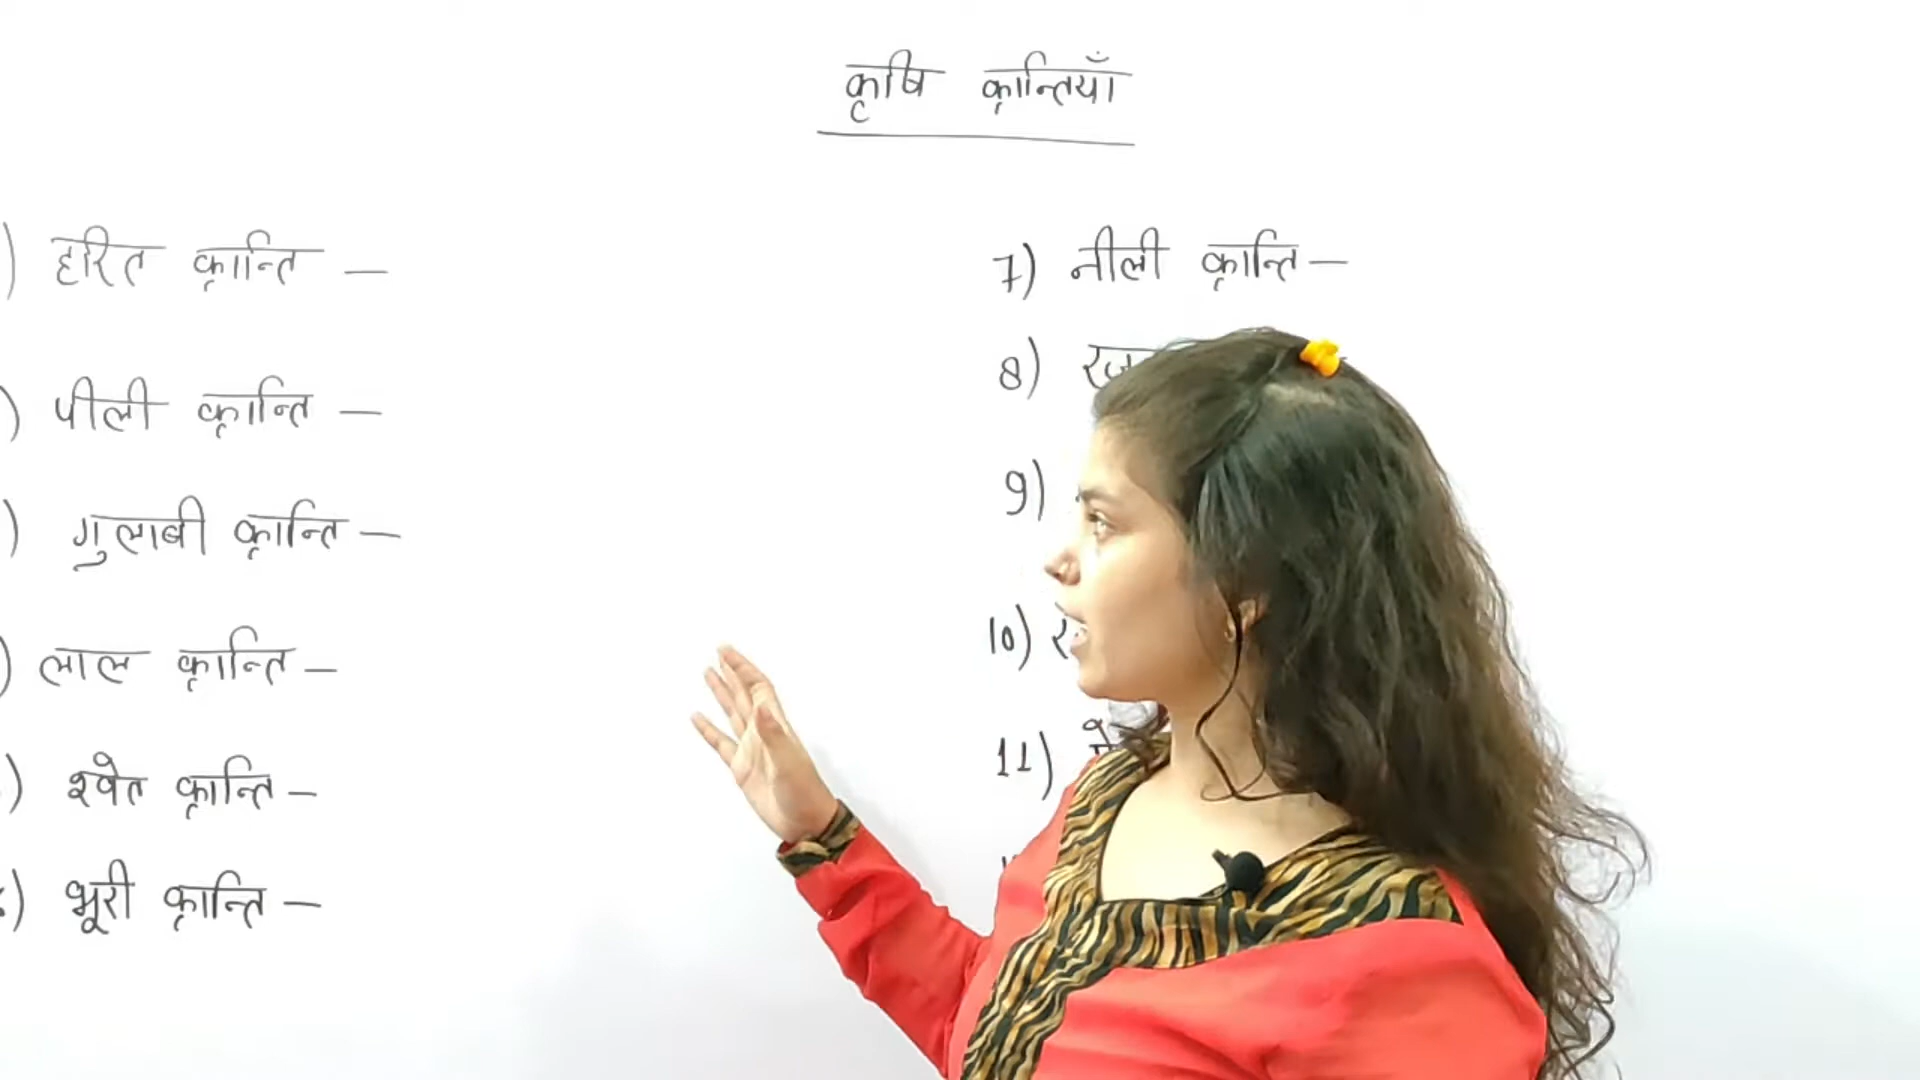 कृषि क्रान्तियाँ
) हरित क्रान्ति –
) पीली क्रान्ति –
) गुलाबी क्रान्ति –
) लाल क्रान्ति –
) श्वेत क्रान्ति –
) भूरी क्रान्ति –
7) नीली क्रान्ति –
8)
9)
10)
11)